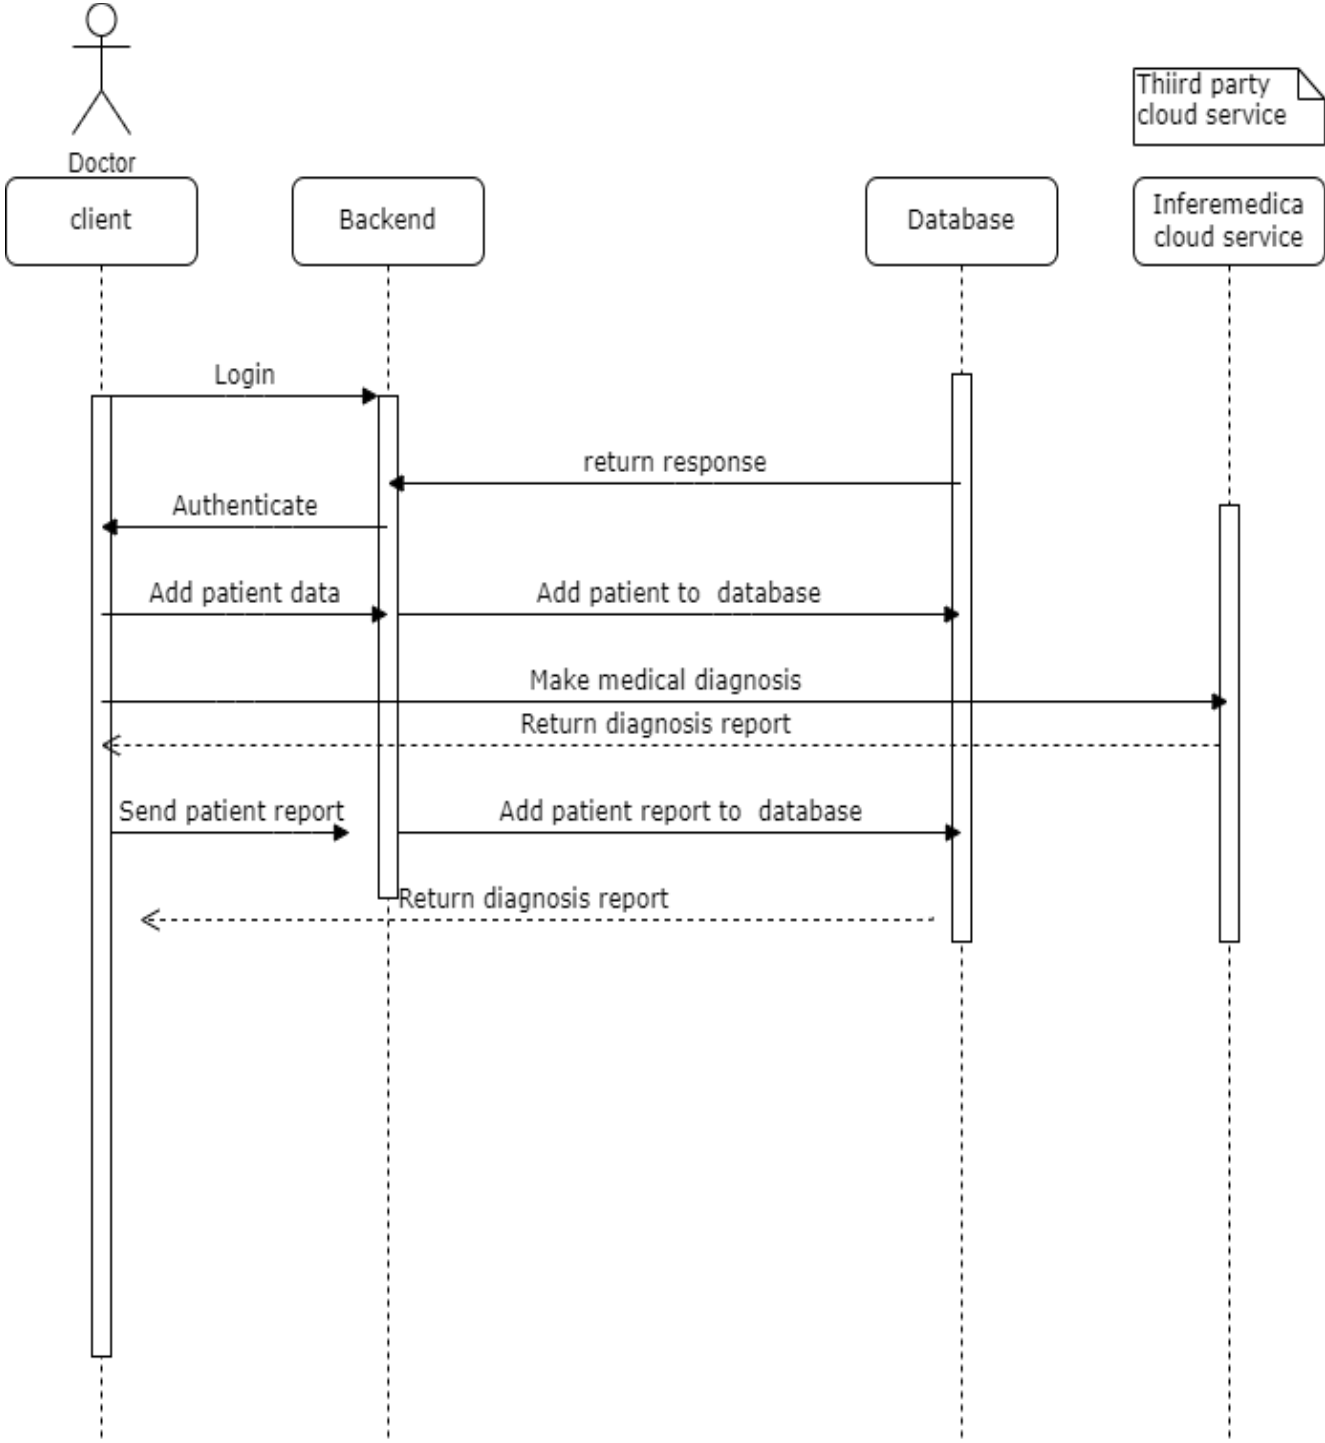 Thiird party
cloud service
Doctor
client
Backend
Database
Inferemedica
cloud service
Login
return response
Authenticate
Add patient data
Add patient to  database
Make medical diagnosis
Return diagnosis report
Send patient report
Add patient report to  database
Return diagnosis report